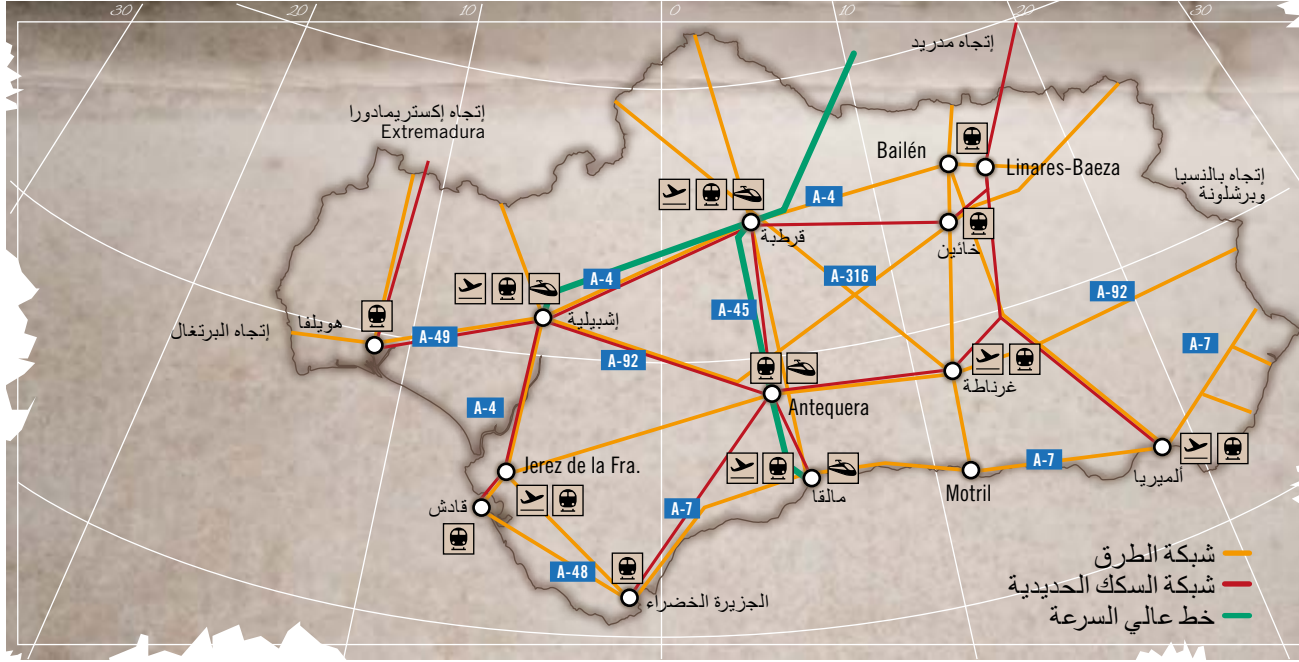 30
20
10
0
10
20
30
إتجاه مدريد
إتجاه إكستريمادورا
Extremadura
Bailén
Linares-Baeza
إتجاه بالنسيا
وبرشلونة
A-4
قرطبة
خائين
A-4
A-316
A-92
A-45
إشبيلية
هويلفا
إتجاه البرتغال
A-49
A-92
A-7
غرناطة
A-4
Antequera
Jerez de la Fra.
مالقا
Motril
A-7
ألميريا
قادش
A-7
A-48
الجزيرة الخضراء
شبكة الطرق
شبكة السكك الحديدية
خط عالي السرعة